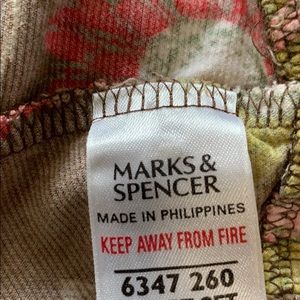 MARKS &
SPENCER
MADE IN PHILIPPINES
KEEP AWAY FROM FIRE
6347 260